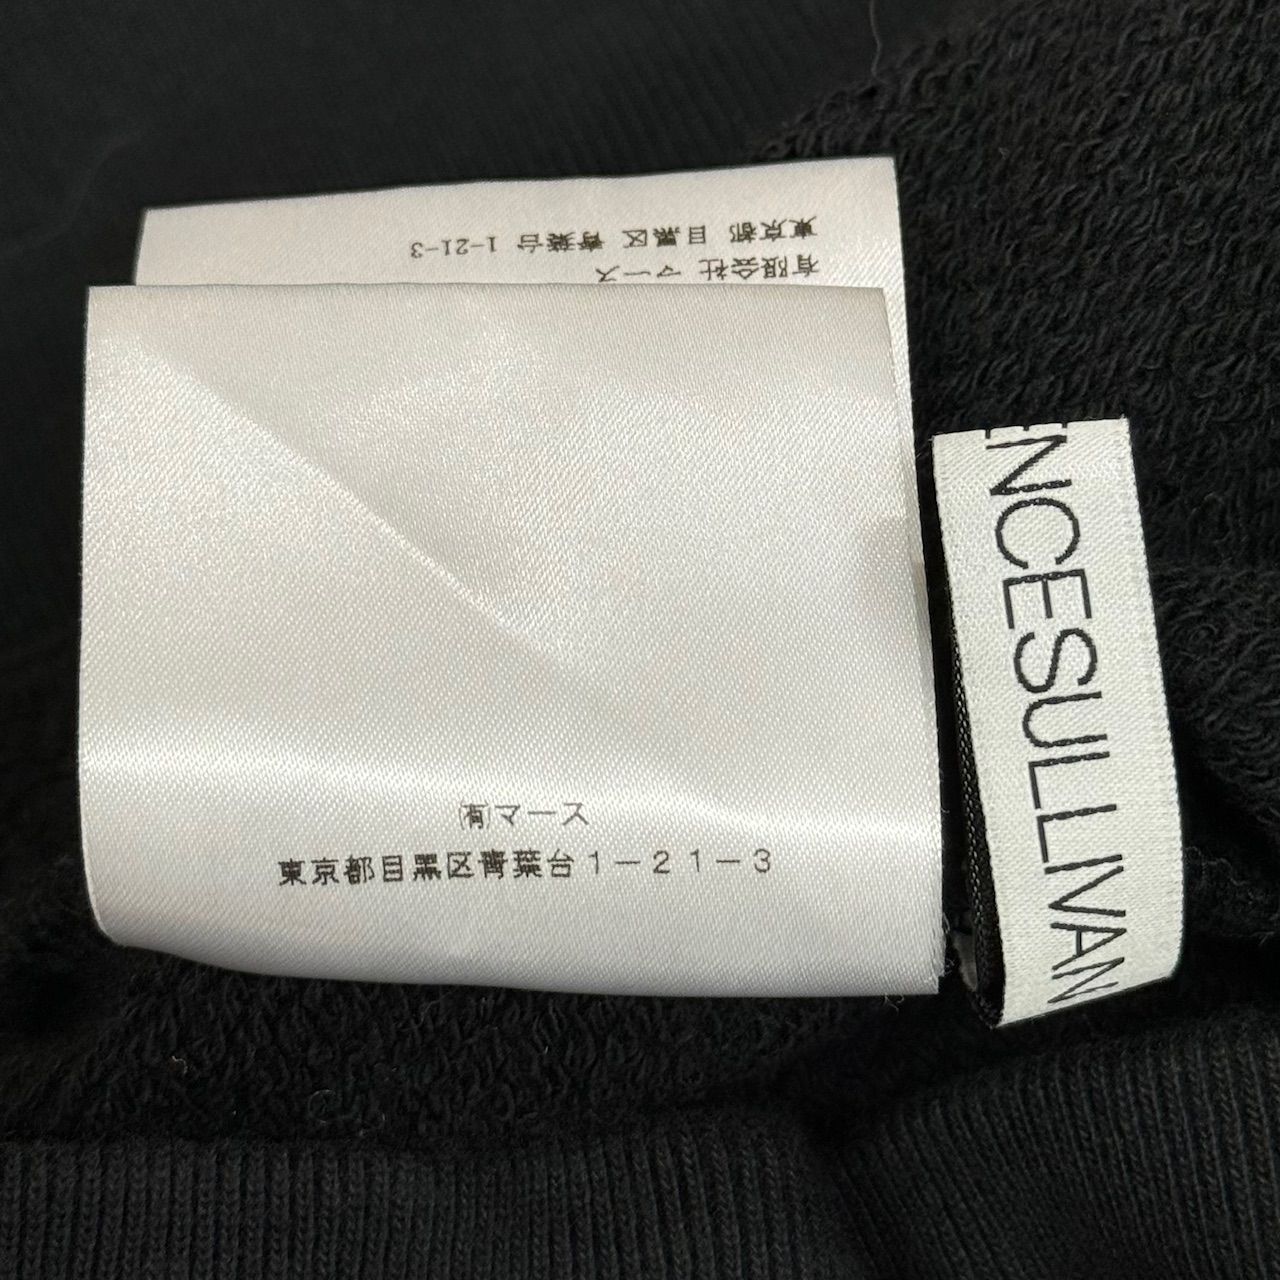 東京都 目黒区 青葉台 1-21-3
有限会社 マース
㈲マース
東京都目黒区青葉台1−21−3
ENCESULLIVAN